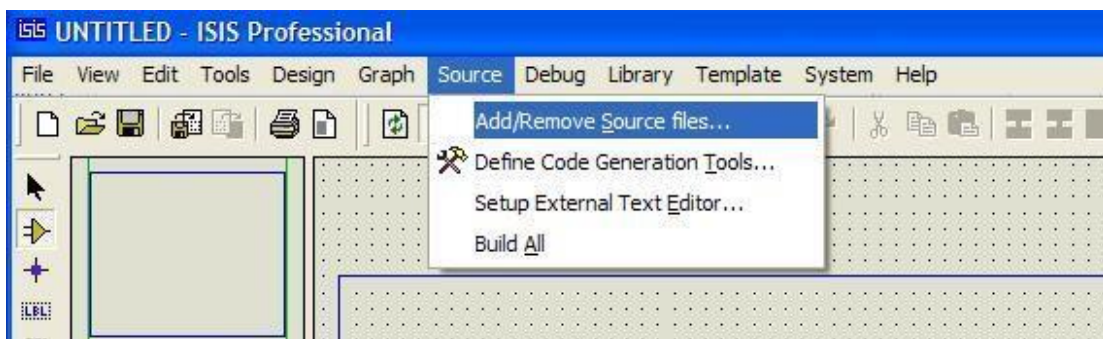 isis UNTITLED - ISIS Professional
File View Edit Tools Design Graph Source Debug Library Template System Help
Add/Remove Source files...
Define Code Generation Tools...
Setup External Text Editor...
Build All
LBL